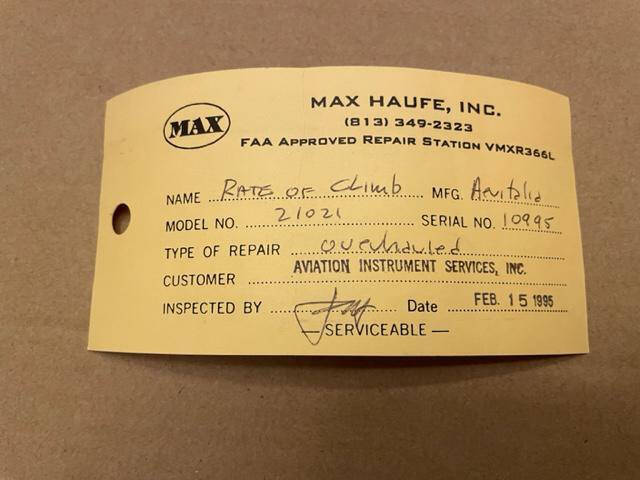 MAX
MAX HAUFE, INC.
(813) 349-2323
FAA APPROVED REPAIR STATION VMXR366L
NAME RATE OF Climb MFG. Aeritalia
MODEL NO. 21021 SERIAL NO. 10995
TYPE OF REPAIR overhauled
CUSTOMER AVIATION INSTRUMENT SERVICES, INC.
INSPECTED BY Date FEB. 15 1995
— SERVICEABLE —